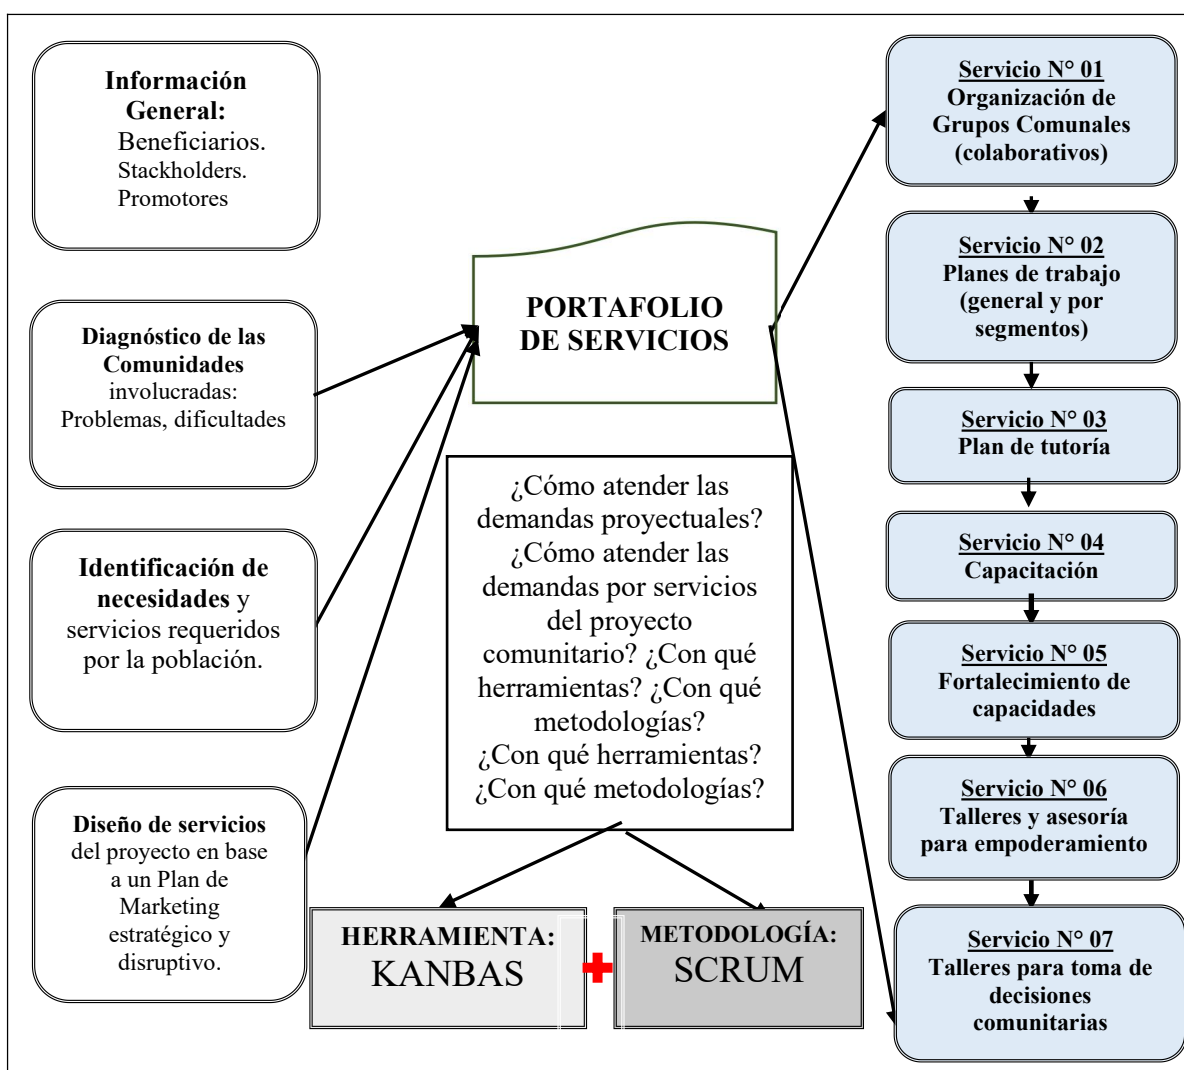 Información
General:
Beneficiarios.
Stackholders.
Promotores
Diagnóstico de las
Comunidades
involucradas:
Problemas, dificultades
Identificación de
necesidades y
servicios requeridos
por la población.
Diseño de servicios
del proyecto en base
a un Plan de
Marketing
estratégico y
disruptivo.
PORTAFOLIO
DE SERVICIOS
¿Cómo atender las
demandas proyectuales?
¿Cómo atender las
demandas por servicios
del proyecto
comunitario? ¿Con qué
herramientas? ¿Con qué
metodologías?
¿Con qué herramientas?
¿Con qué metodologías?
HERRAMIENTA:
KANBAS
METODOLOGÍA:
SCRUM
Servicio N° 01
Organización de
Grupos Comunales
(colaborativos)
Servicio N° 02
Planes de trabajo
(general y por
segmentos)
Servicio N° 03
Plan de tutoría
Servicio N° 04
Capacitación
Servicio N° 05
Fortalecimiento de
capacidades
Servicio N° 06
Talleres y asesoría
para empoderamiento
Servicio N° 07
Talleres para toma de
decisiones
comunitarias